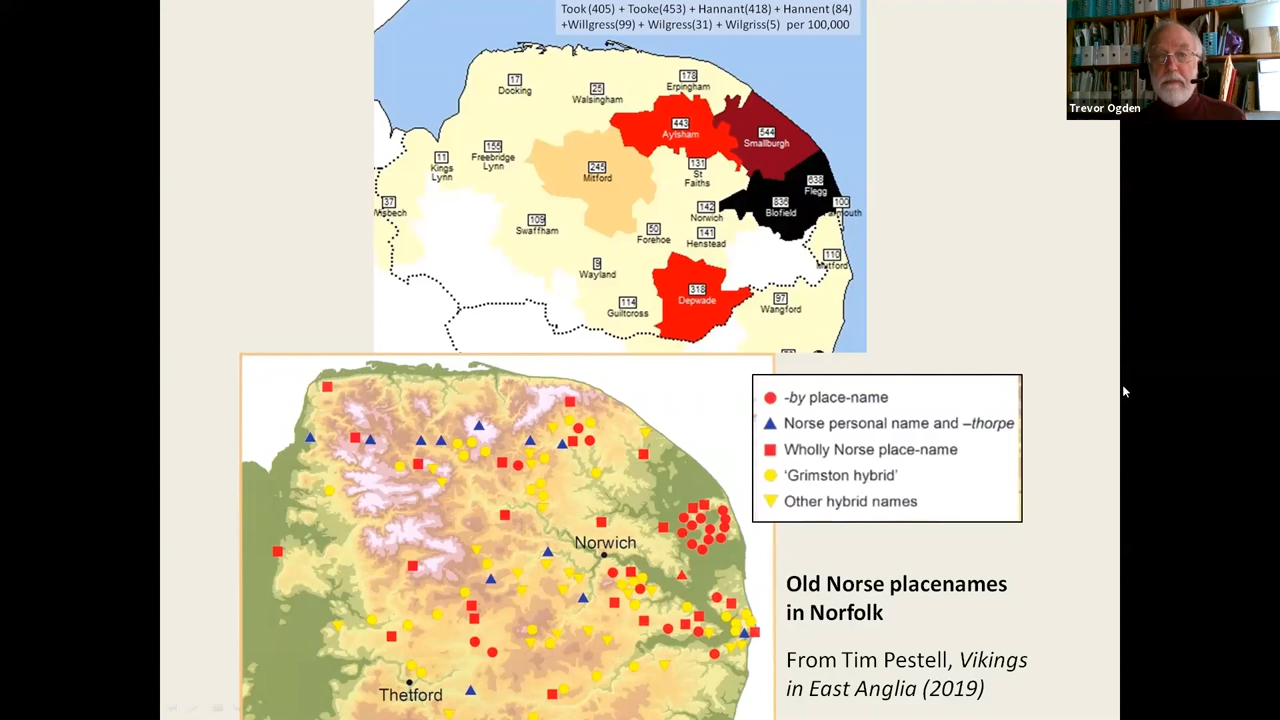 Took(405) + Tooke(453) + Hannant(418) + Hannent (84)
+Willgress(99) + Wilgress(31) + Wilgriss(5) per 100,000
Trevor Ogden
17
Docking
25
Walsingham
178
Erpingham
443
Aylsham
544
Smallburgh
11
Kings
Lynn
155
Freebridge
Lynn
245
Mitford
131
St
Faiths
638
Flegg
37
109
Swaffham
50
Forehoe
142
Norwich
141
Henstead
Blofield
100
9
Wayland
110
Mutford
114
Guiltcross
318
Depwade
97
Wangford
-by place-name
Norse personal name and –thorpe
Wholly Norse place-name
'Grimston hybrid'
Other hybrid names
Norwich
Thetford
Old Norse placenames
in Norfolk
From Tim Pestell, Vikings
in East Anglia (2019)